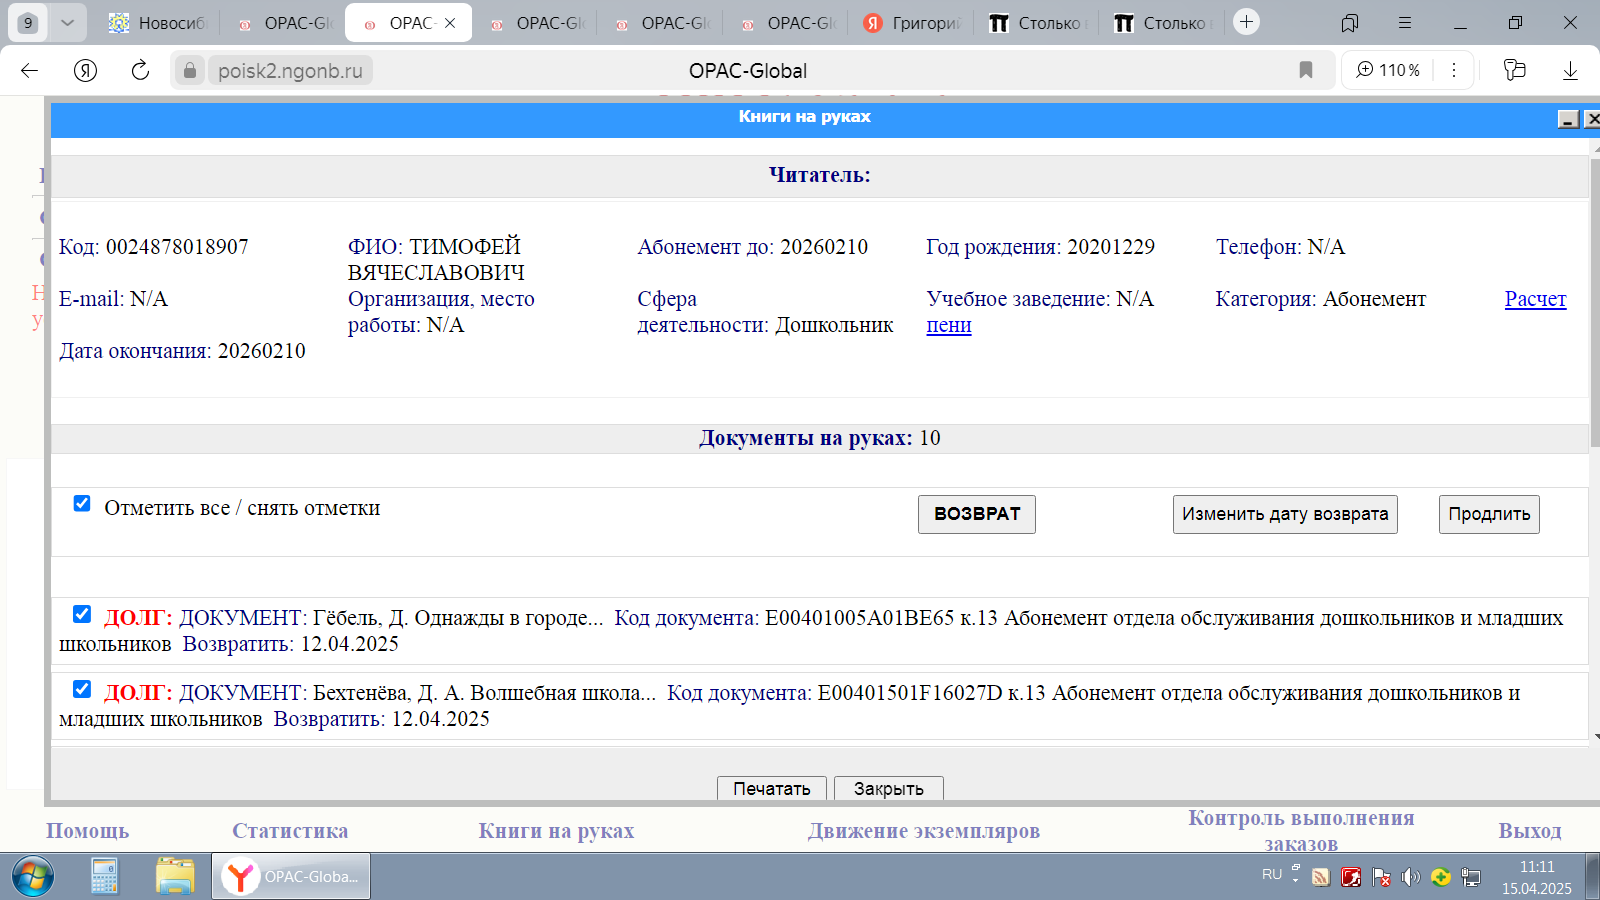 9
Новосиб
OPAC-Glo
OPAC-
OPAC-Glo
OPAC-Glo
OPAC-Glo
Григорий
Столько в
Столько в
poisk2.ngonb.ru
OPAC-Global
110 %
Книги на руках
Читатель:
Код: 0024878018907
ФИО: ТИМОФЕЙ ВЯЧЕСЛАВОВИЧ
Абонемент до: 20260210
Год рождения: 20201229
Телефон: N/A
E-mail: N/A
Организация, место работы: N/A
Сфера деятельности: Дошкольник
Учебное заведение: N/A
Категория: Абонемент
Расчет
пени
Дата окончания: 20260210
Документы на руках: 10
Отметить все / снять отметки
ВОЗВРАТ
Изменить дату возврата
Продлить
ДОЛГ: ДОКУМЕНТ: Гёбель, Д. Однажды в городе... Код документа: E00401005A01BE65 к.13 Абонемент отдела обслуживания дошкольников и младших
школьников Возвратить: 12.04.2025
ДОЛГ: ДОКУМЕНТ: Бехтенёва, Д. А. Волшебная школа... Код документа: E00401501F16027D к.13 Абонемент отдела обслуживания дошкольников и
младших школьников Возвратить: 12.04.2025
Печатать
Закрыть
Помощь
Статистика
Книги на руках
Движение экземпляров
Контроль выполнения
заказов
Выход
OPAC-Globa...
RU
11:11
15.04.2025